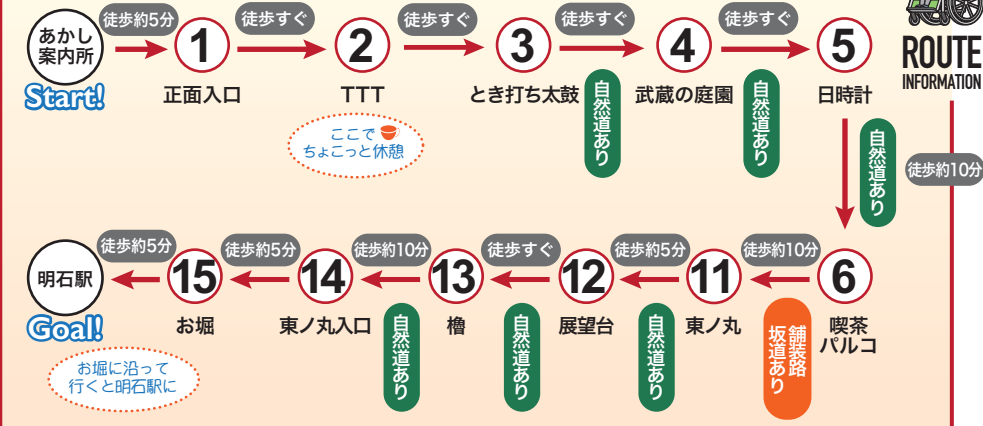 あかし
案内所
Start!
徒歩約5分
1
正面入口
徒歩すぐ
2
TTT
ここで
ちょこっと休憩
徒歩すぐ
3
とき打ち太鼓
徒歩すぐ
自然道あり
4
武蔵の庭園
徒歩すぐ
自然道あり
5
日時計
ROUTE
INFORMATION
自然道あり
徒歩約10分
6
喫茶
パルコ
徒歩約10分
舗装路
坂道あり
11
東ノ丸
徒歩約5分
自然道あり
12
展望台
徒歩すぐ
自然道あり
13
櫓
徒歩約10分
自然道あり
14
東ノ丸入口
徒歩約5分
15
お堀
徒歩約5分
明石駅
Goal!
お堀に沿って
行くと明石駅に